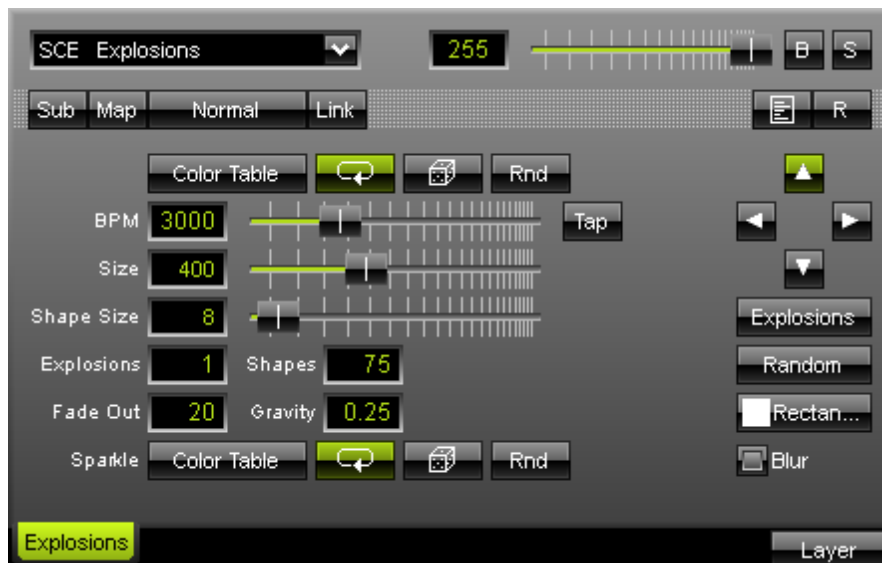 SCE Explosions 255 B S
Sub Map Normal Link R
Color Table Rnd
BPM 3000 Tap
Size 400
Shape Size 8 Explosions
Explosions 1 Shapes 75 Random
Fade Out 20 Gravity 0.25 Rectan...
Sparkle Color Table Rnd Blur
Explosions Layer